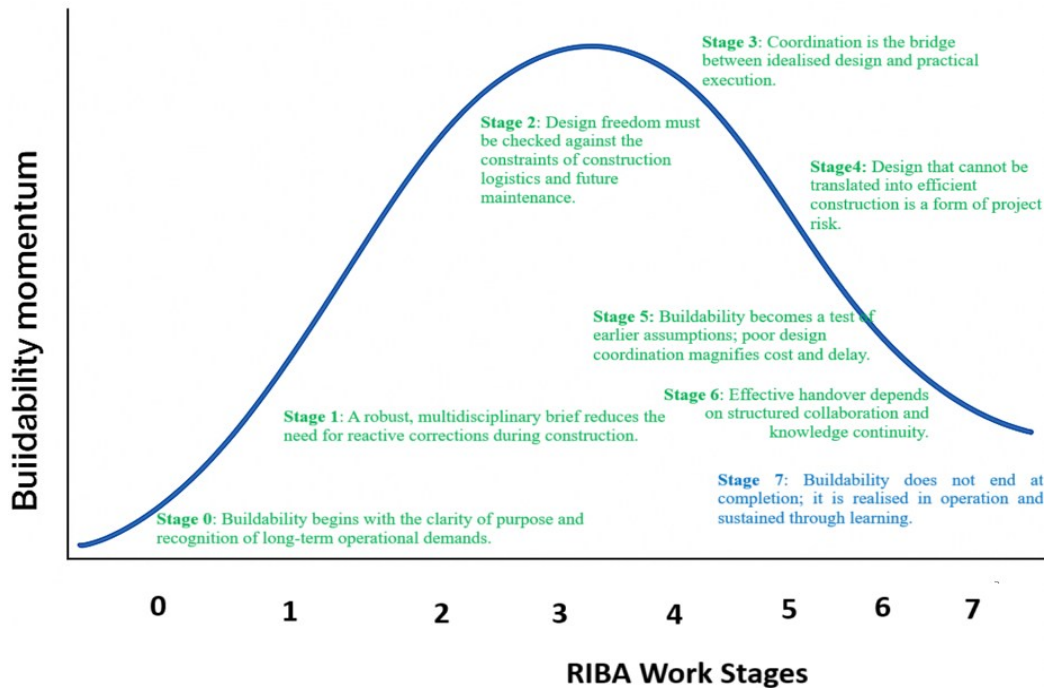 Stage 3: Coordination is the bridge
between idealised design and practical
execution.
Stage 2: Design freedom must
be checked against the
constraints of construction
logistics and future
maintenance.
Stage4: Design that cannot be
translated into efficient
construction is a form of project
risk.
Stage 5: Buildability becomes a test of
earlier assumptions; poor design
coordination magnifies cost and delay.
Stage 6: Effective handover depends
on structured collaboration and
knowledge continuity.
Stage 1: A robust, multidisciplinary brief reduces the
need for reactive corrections during construction.
Stage 7: Buildability does not end at
completion; it is realised in operation and
sustained through learning.
Stage 0: Buildability begins with the clarity of purpose and
recognition of long-term operational demands.
Buildability momentum
0 1 2 3 4 5 6 7
RIBA Work Stages